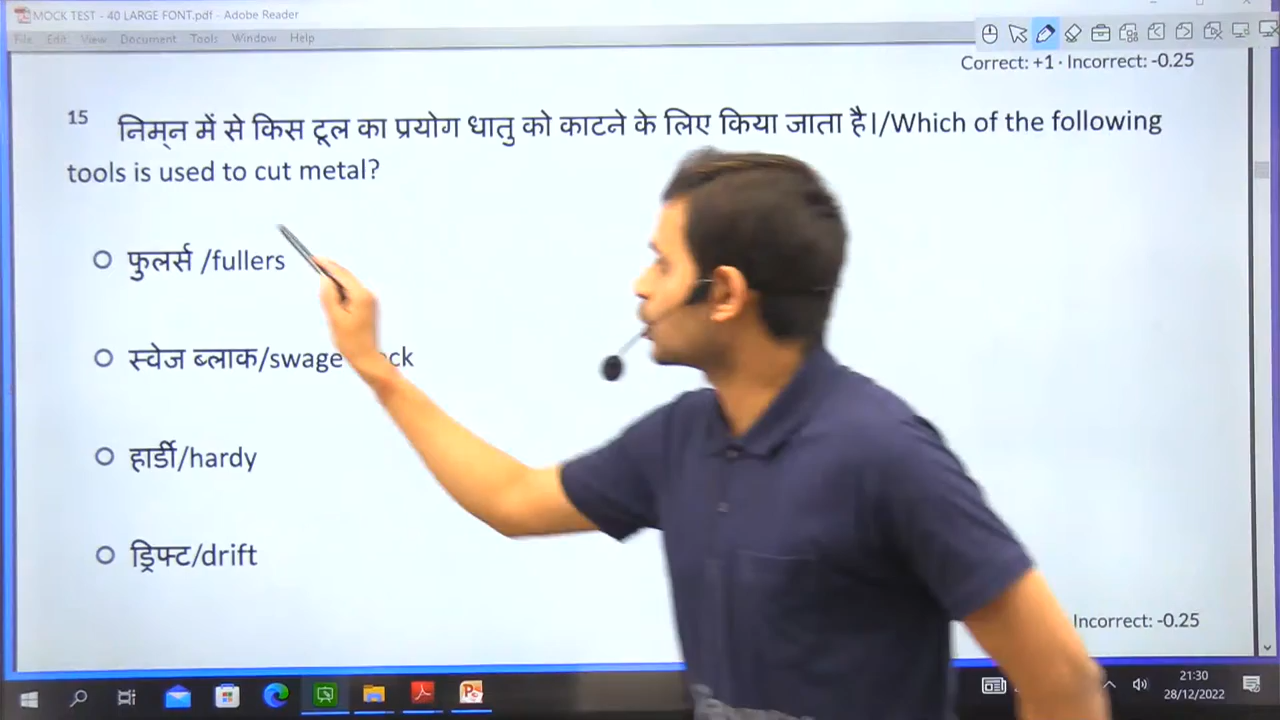 MOCK TEST - 40 LARGE FONT.pdf - Adobe Reader
File Edit View Document Tools Window Help
Correct: +1 · Incorrect: -0.25
15 निम्न में से किस टूल का प्रयोग धातु को काटने के लिए किया जाता है।/Which of the following
tools is used to cut metal?
फुलर्स /fullers
स्वेज ब्लाक/swage ck
हार्डी/hardy
ड्रिफ्ट/drift
Incorrect: -0.25
21:30
28/12/2022